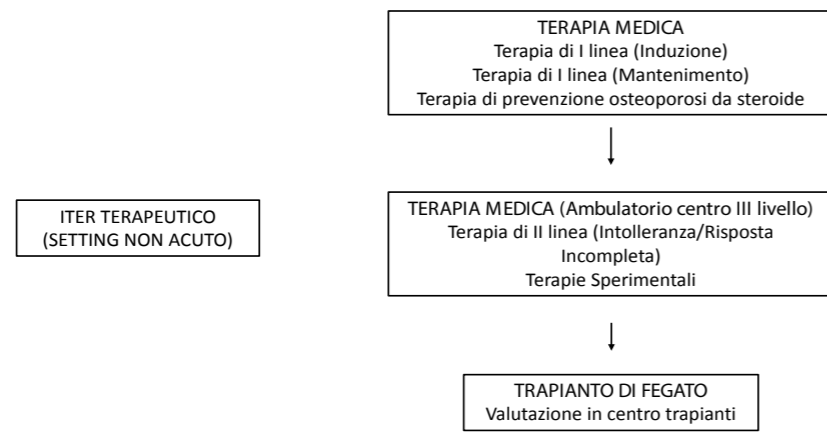 TERAPIA MEDICA
Terapia di I linea (Induzione)
Terapia di I linea (Mantenimento)
Terapia di prevenzione osteoporosi da steroide
ITER TERAPEUTICO
(SETTING NON ACUTO)
TERAPIA MEDICA (Ambulatorio centro III livello)
Terapia di II linea (Intolleranza/Risposta
Incompleta)
Terapie Sperimentali
TRAPIANTO DI FEGATO
Valutazione in centro trapianti